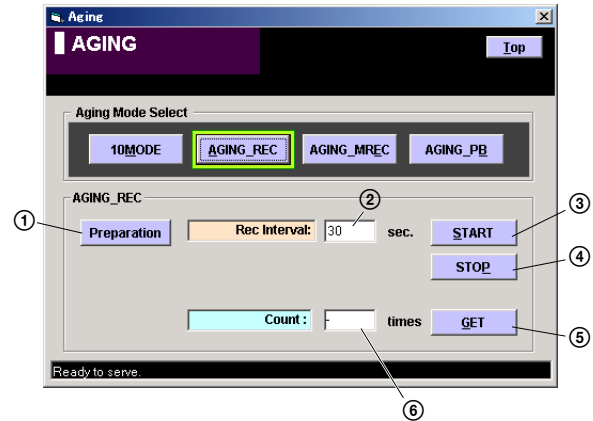 Aging
AGING
Top
Aging Mode Select
10MODE AGING_REC AGING_MREC AGING_PB
AGING_REC
① Preparation Rec Interval: 30 ② sec. START ③
STOP ④
Count : - times GET ⑤
⑥
Ready to serve.